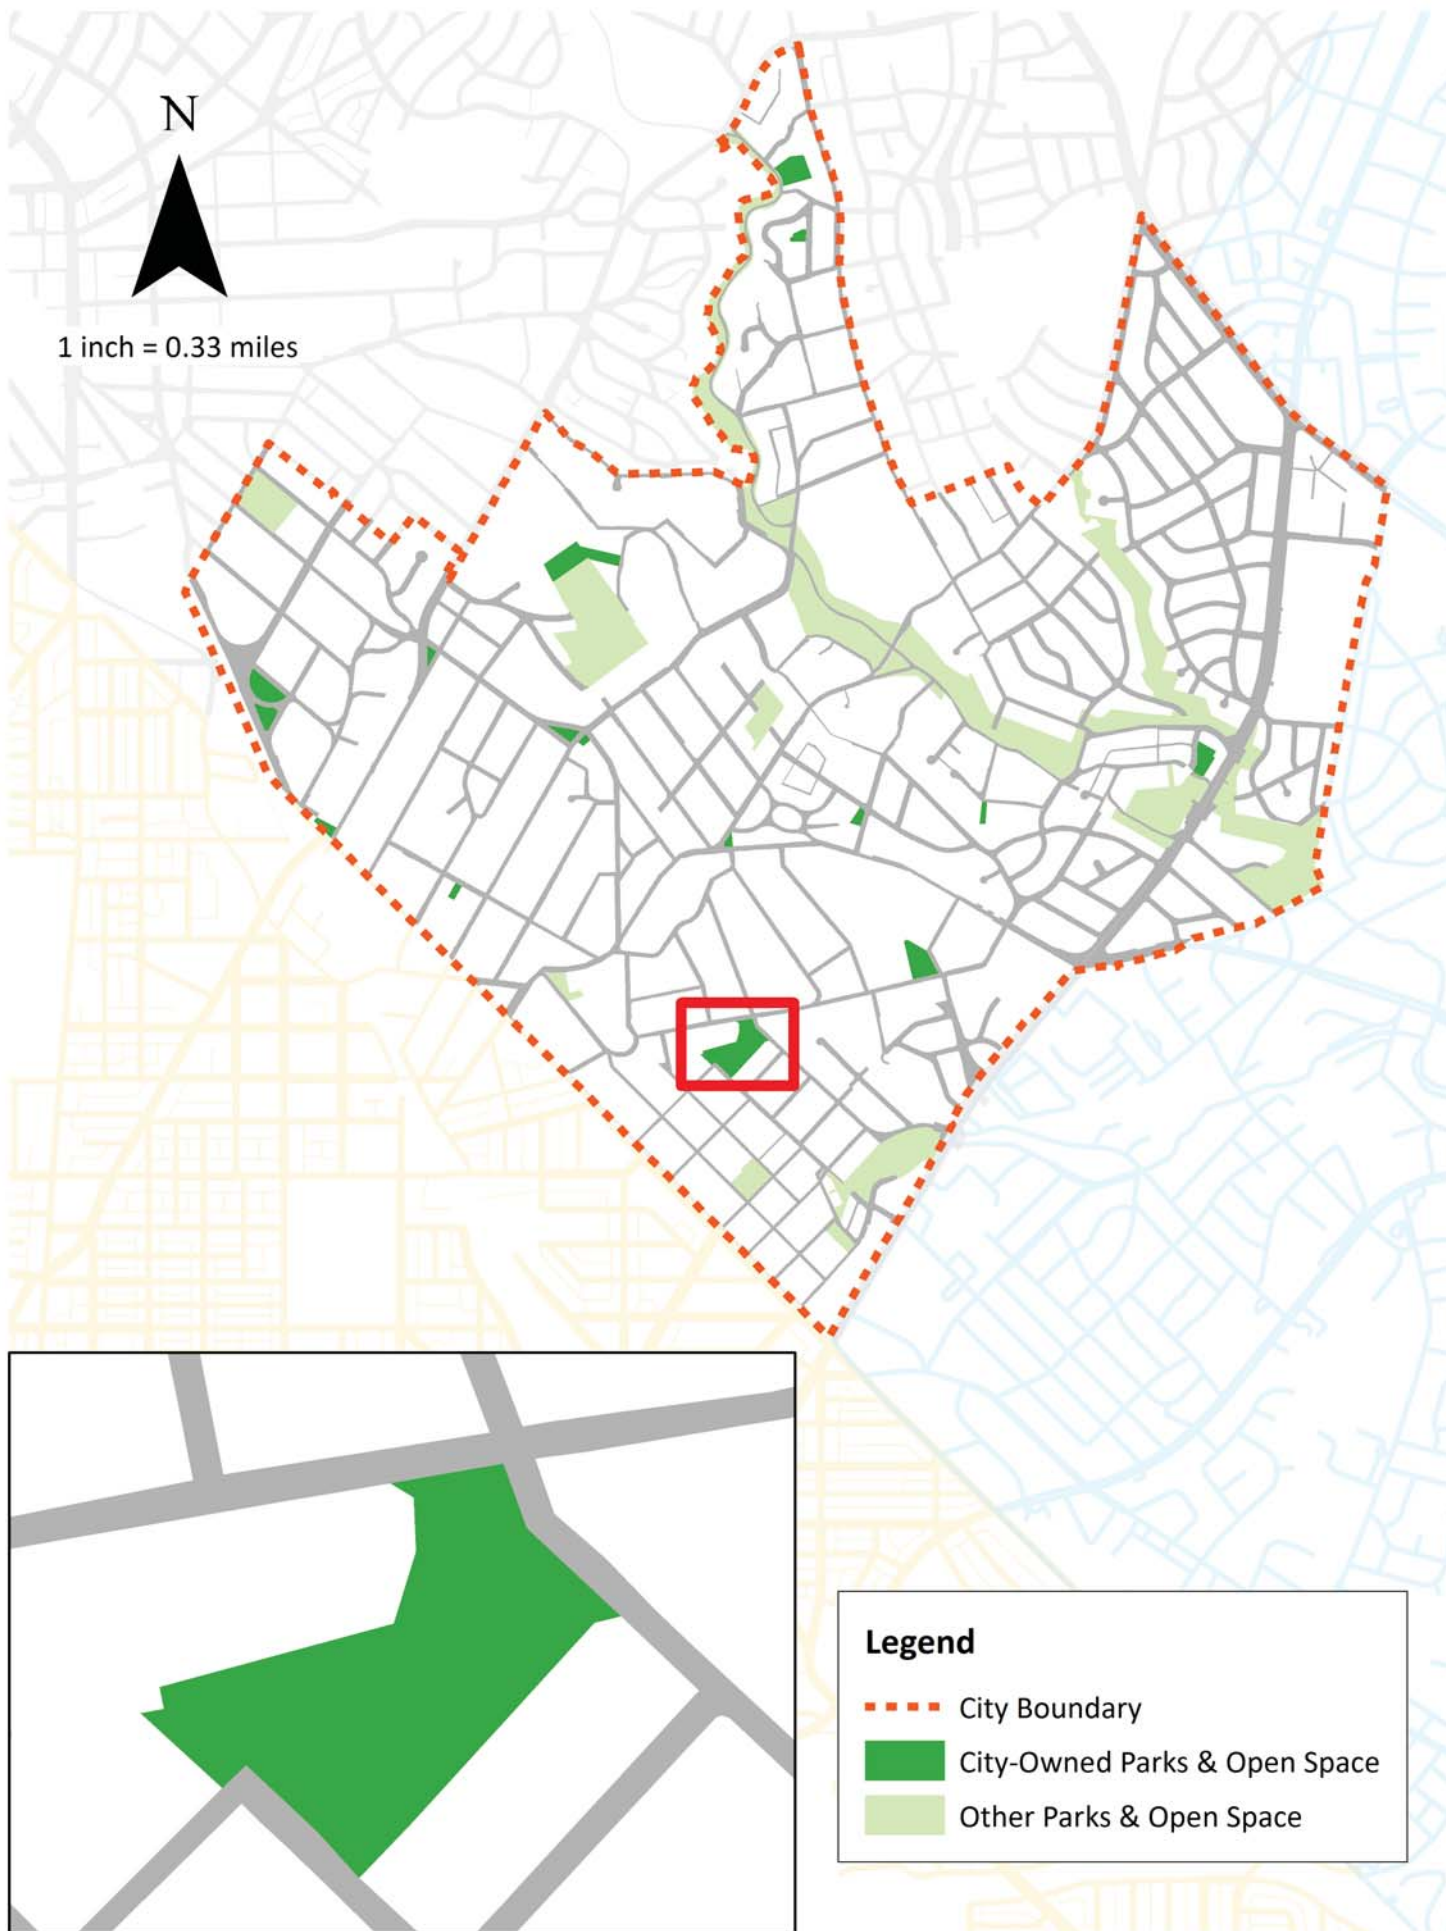 N
1 inch = 0.33 miles
Legend
City Boundary
City-Owned Parks & Open Space
Other Parks & Open Space